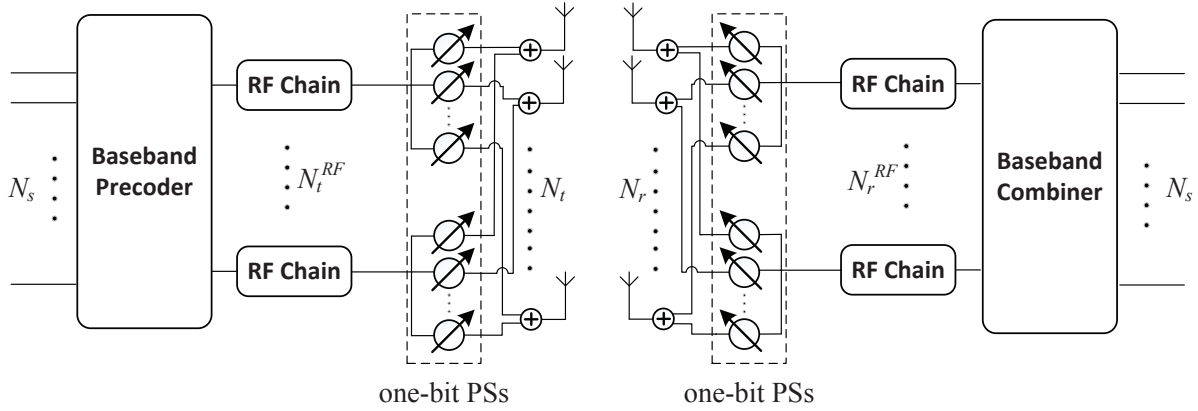 N_s
Baseband
Precoder
RF Chain
N_t^{RF}
RF Chain
one-bit PSs
N_t
N_r
one-bit PSs
RF Chain
N_r^{RF}
RF Chain
Baseband
Combiner
N_s